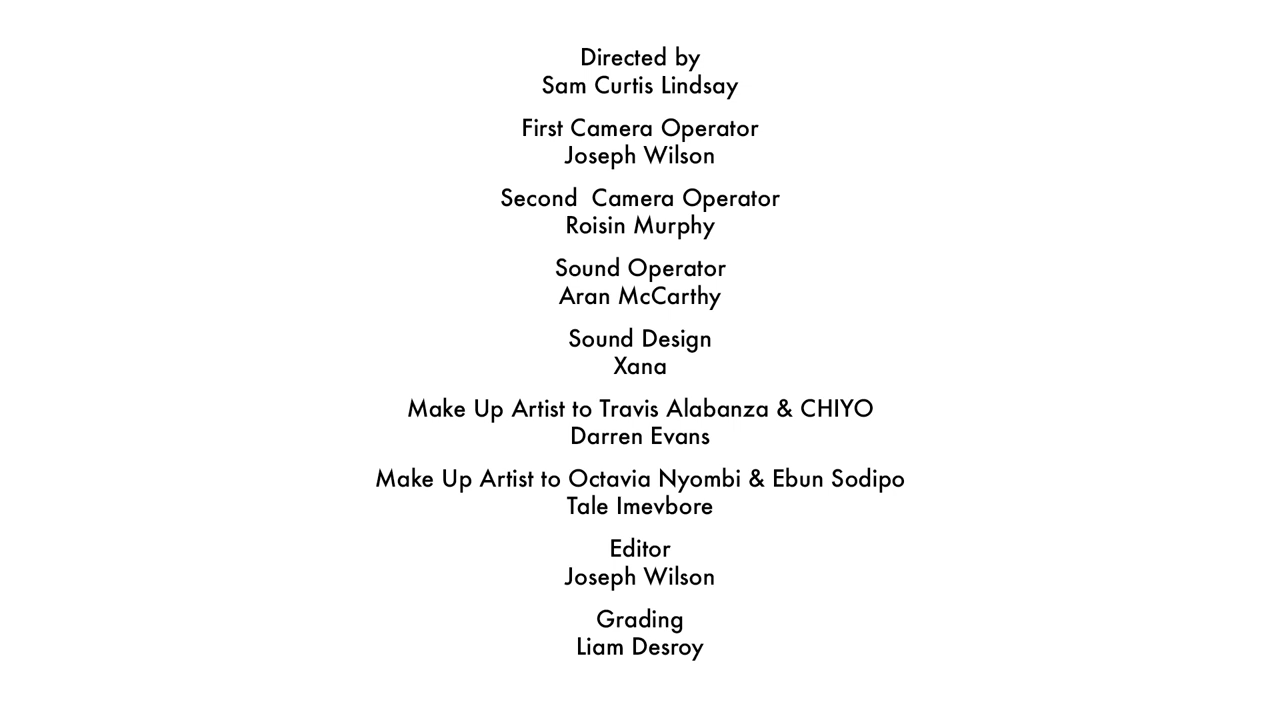 Directed by
Sam Curtis Lindsay
First Camera Operator
Joseph Wilson
Second  Camera Operator
Roisin Murphy
Sound Operator
Aran McCarthy
Sound Design
Xana
Make Up Artist to Travis Alabanza & CHIYO
Darren Evans
Make Up Artist to Octavia Nyombi & Ebun Sodipo
Tale Imevbore
Editor
Joseph Wilson
Grading
Liam Desroy